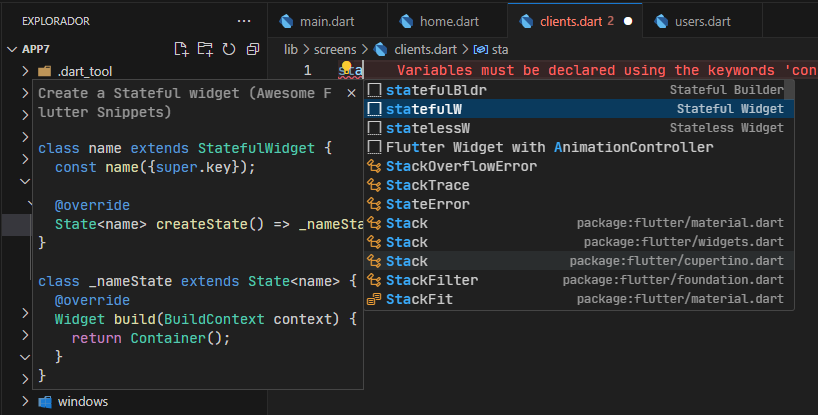 EXPLORADOR
APP7
.dart_tool
windows
main.dart
home.dart
clients.dart 2
users.dart
lib > screens > clients.dart > sta
1 sta Variables must be declared using the keywords 'con
Create a Stateful widget (Awesome F
lutter Snippets)
class name extends StatefulWidget {
const name({super.key});
@override
State<name> createState() => _nameSta
}
class _nameState extends State<name> {
@override
Widget build(BuildContext context) {
return Container();
}
}
statefulBldr Stateful Builder
statefulW Stateful Widget
statelessW Stateless Widget
Flutter Widget with AnimationController
StackOverflowError
StackTrace
StateError
Stack package:flutter/material.dart
Stack package:flutter/widgets.dart
Stack package:flutter/cupertino.dart
StackFilter package:flutter/foundation.dart
StackFit package:flutter/material.dart